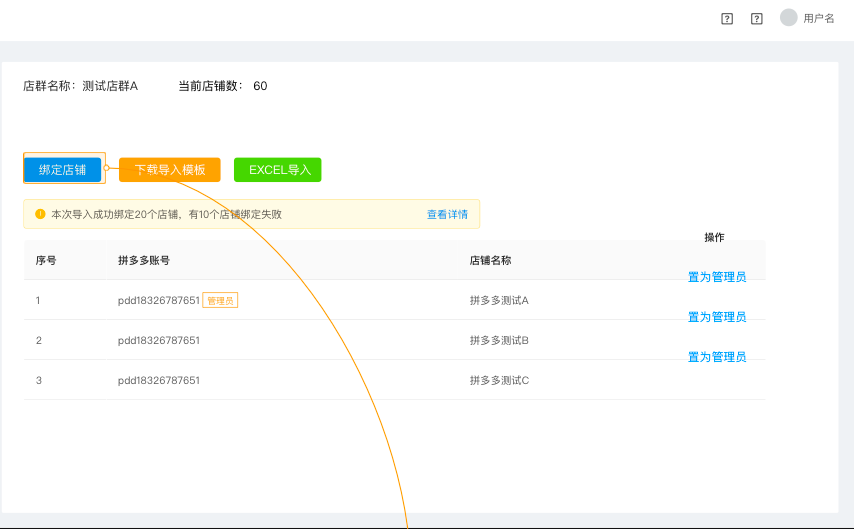 用户名
店群名称：测试店群A 当前店铺数： 60
绑定店铺 下载导入模板 EXCEL导入
本次导入成功绑定20个店铺，有10个店铺绑定失败 查看详情
操作
序号 拼多多账号 店铺名称
置为管理员
1 pdd18326787651 管理员 拼多多测试A
置为管理员
2 pdd18326787651 拼多多测试B
置为管理员
3 pdd18326787651 拼多多测试C